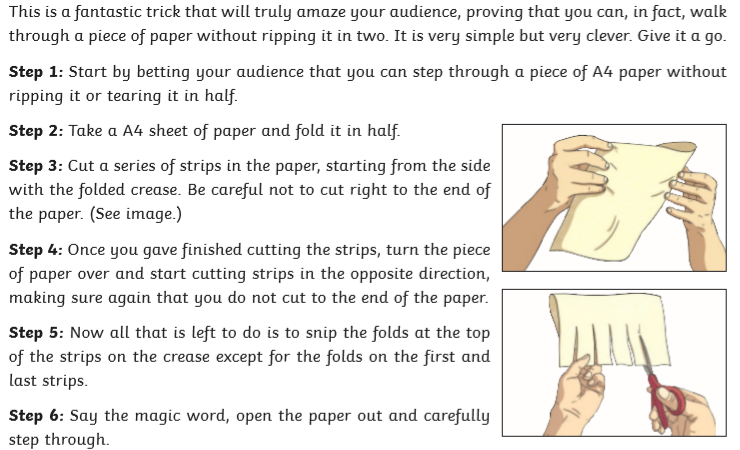 This is a fantastic trick that will truly amaze your audience, proving that you can, in fact, walk
through a piece of paper without ripping it in two. It is very simple but very clever. Give it a go.
Step 1: Start by betting your audience that you can step through a piece of A4 paper without
ripping it or tearing it in half.
Step 2: Take a A4 sheet of paper and fold it in half.
Step 3: Cut a series of strips in the paper, starting from the side
with the folded crease. Be careful not to cut right to the end of
the paper. (See image.)
Step 4: Once you gave finished cutting the strips, turn the piece
of paper over and start cutting strips in the opposite direction,
making sure again that you do not cut to the end of the paper.
Step 5: Now all that is left to do is to snip the folds at the top
of the strips on the crease except for the folds on the first and
last strips.
Step 6: Say the magic word, open the paper out and carefully
step through.